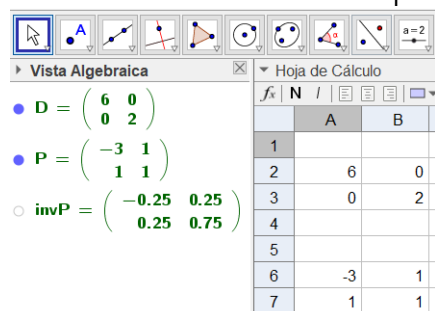 A
α
a=2
Vista Algebraica
Hoja de Cálculo
D = ( 6 0
0 2 )
P = ( −3 1
1 1 )
invP = ( −0.25 0.25
0.25 0.75 )
fx N I
A B
1
2 6 0
3 0 2
4
5
6 -3 1
7 1 1